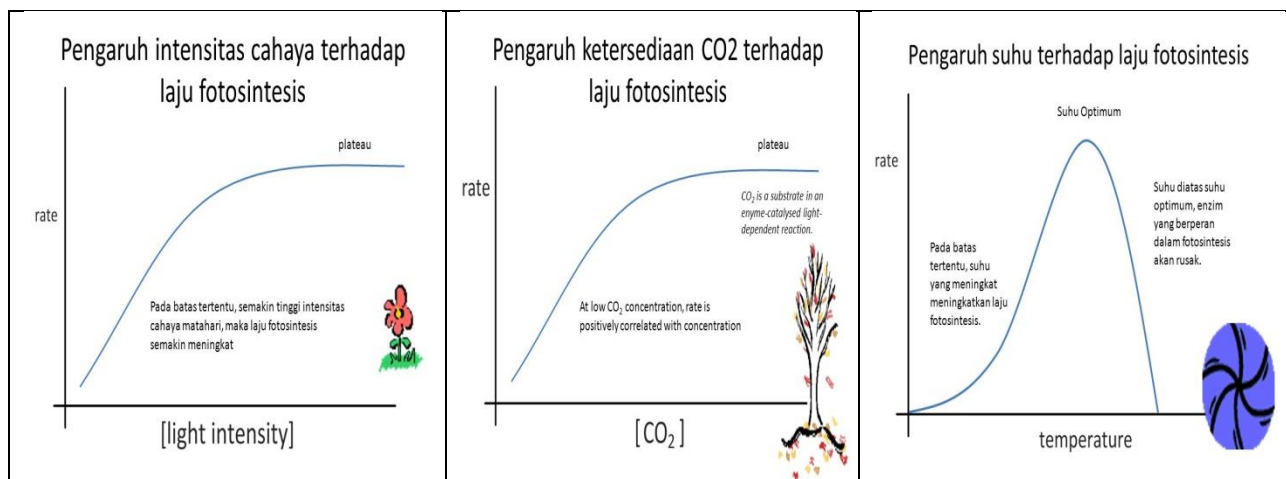 Pengaruh intensitas cahaya terhadap
laju fotosintesis
plateau
rate
Pada batas tertentu, semakin tinggi intensitas
cahaya matahari, maka laju fotosintesis
semakin meningkat
[light intensity]
Pengaruh ketersediaan CO2 terhadap
laju fotosintesis
plateau
rate
CO₂ is a substrate in an
enyme-catalysed light-
dependent reaction.
At low CO₂ concentration, rate is
positively correlated with concentration
[CO₂]
Pengaruh suhu terhadap laju fotosintesis
Suhu Optimum
rate
Suhu diatas suhu
optimum, enzim
yang berperan
dalam fotosintesis
akan rusak.
Pada batas
tertentu, suhu
yang meningkat
meningkatkan laju
fotosintesis.
temperature